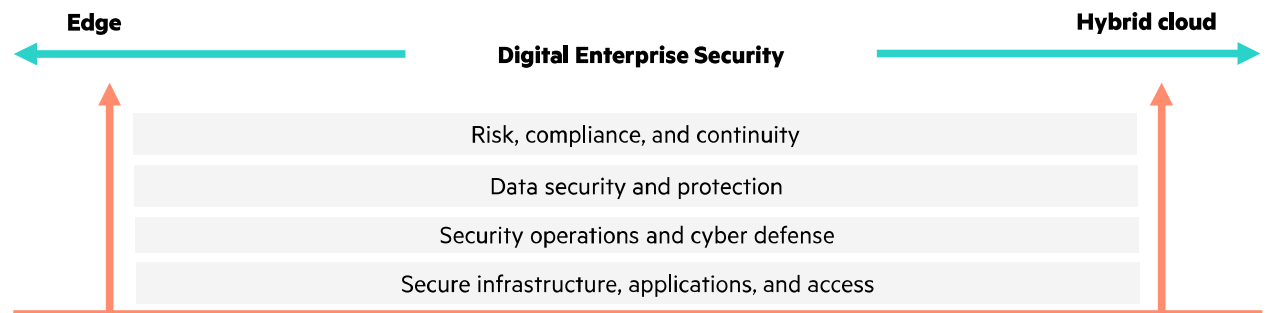 Edge
Hybrid cloud
Digital Enterprise Security
Risk, compliance, and continuity
Data security and protection
Security operations and cyber defense
Secure infrastructure, applications, and access